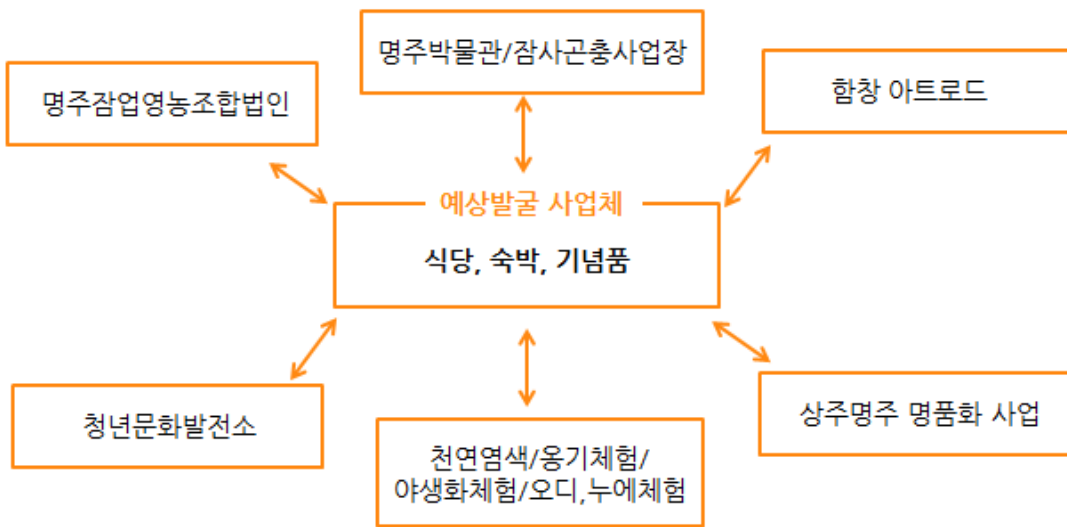 명주박물관/잠사곤충사업장
명주잠업영농조합법인
함창 아트로드
예상발굴 사업체
식당, 숙박, 기념품
청년문화발전소
상주명주 명품화 사업
천연염색/옹기체험/
야생화체험/오디,누에체험